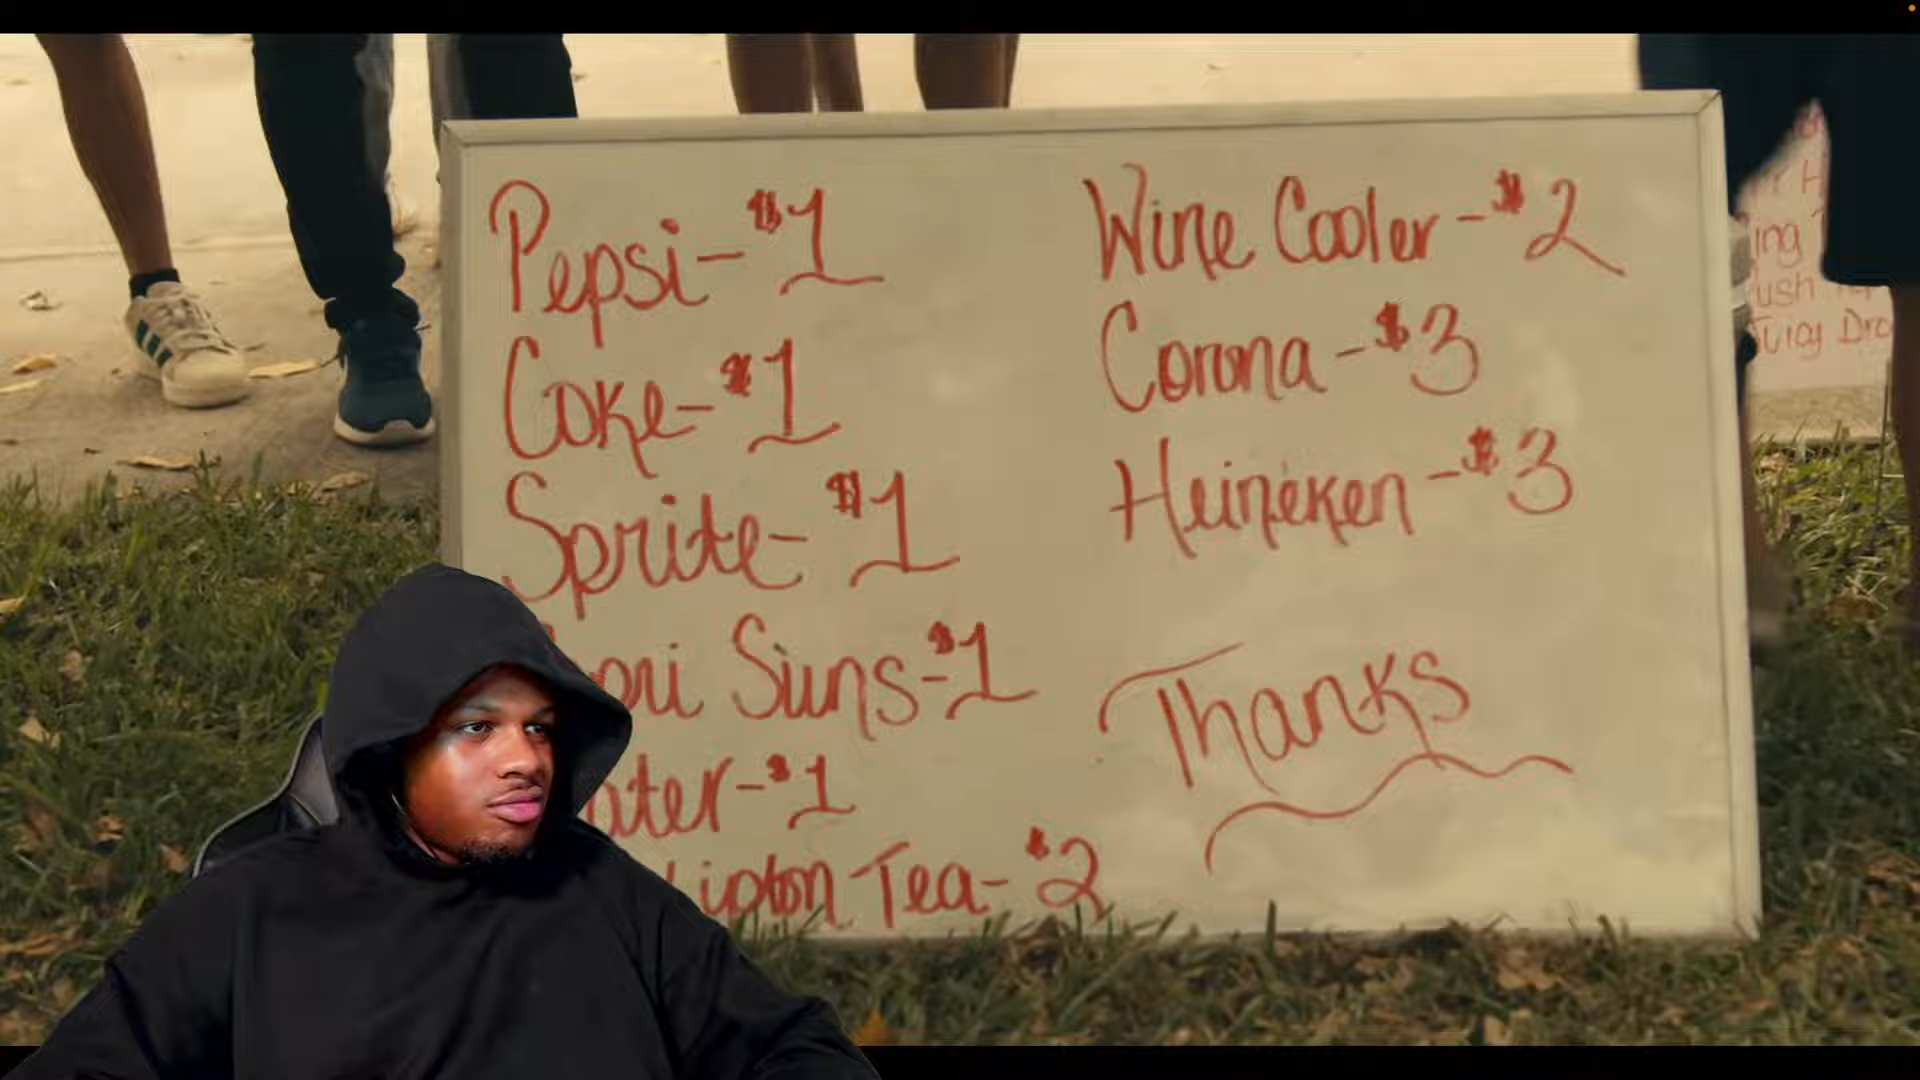 Pepsi-$1
Coke-$1
Sprite-$1
Suns-$1
-$1
Lipton Tea-$2
Wine Cooler-$2
Corona-$3
Heineken-$3
Thanks